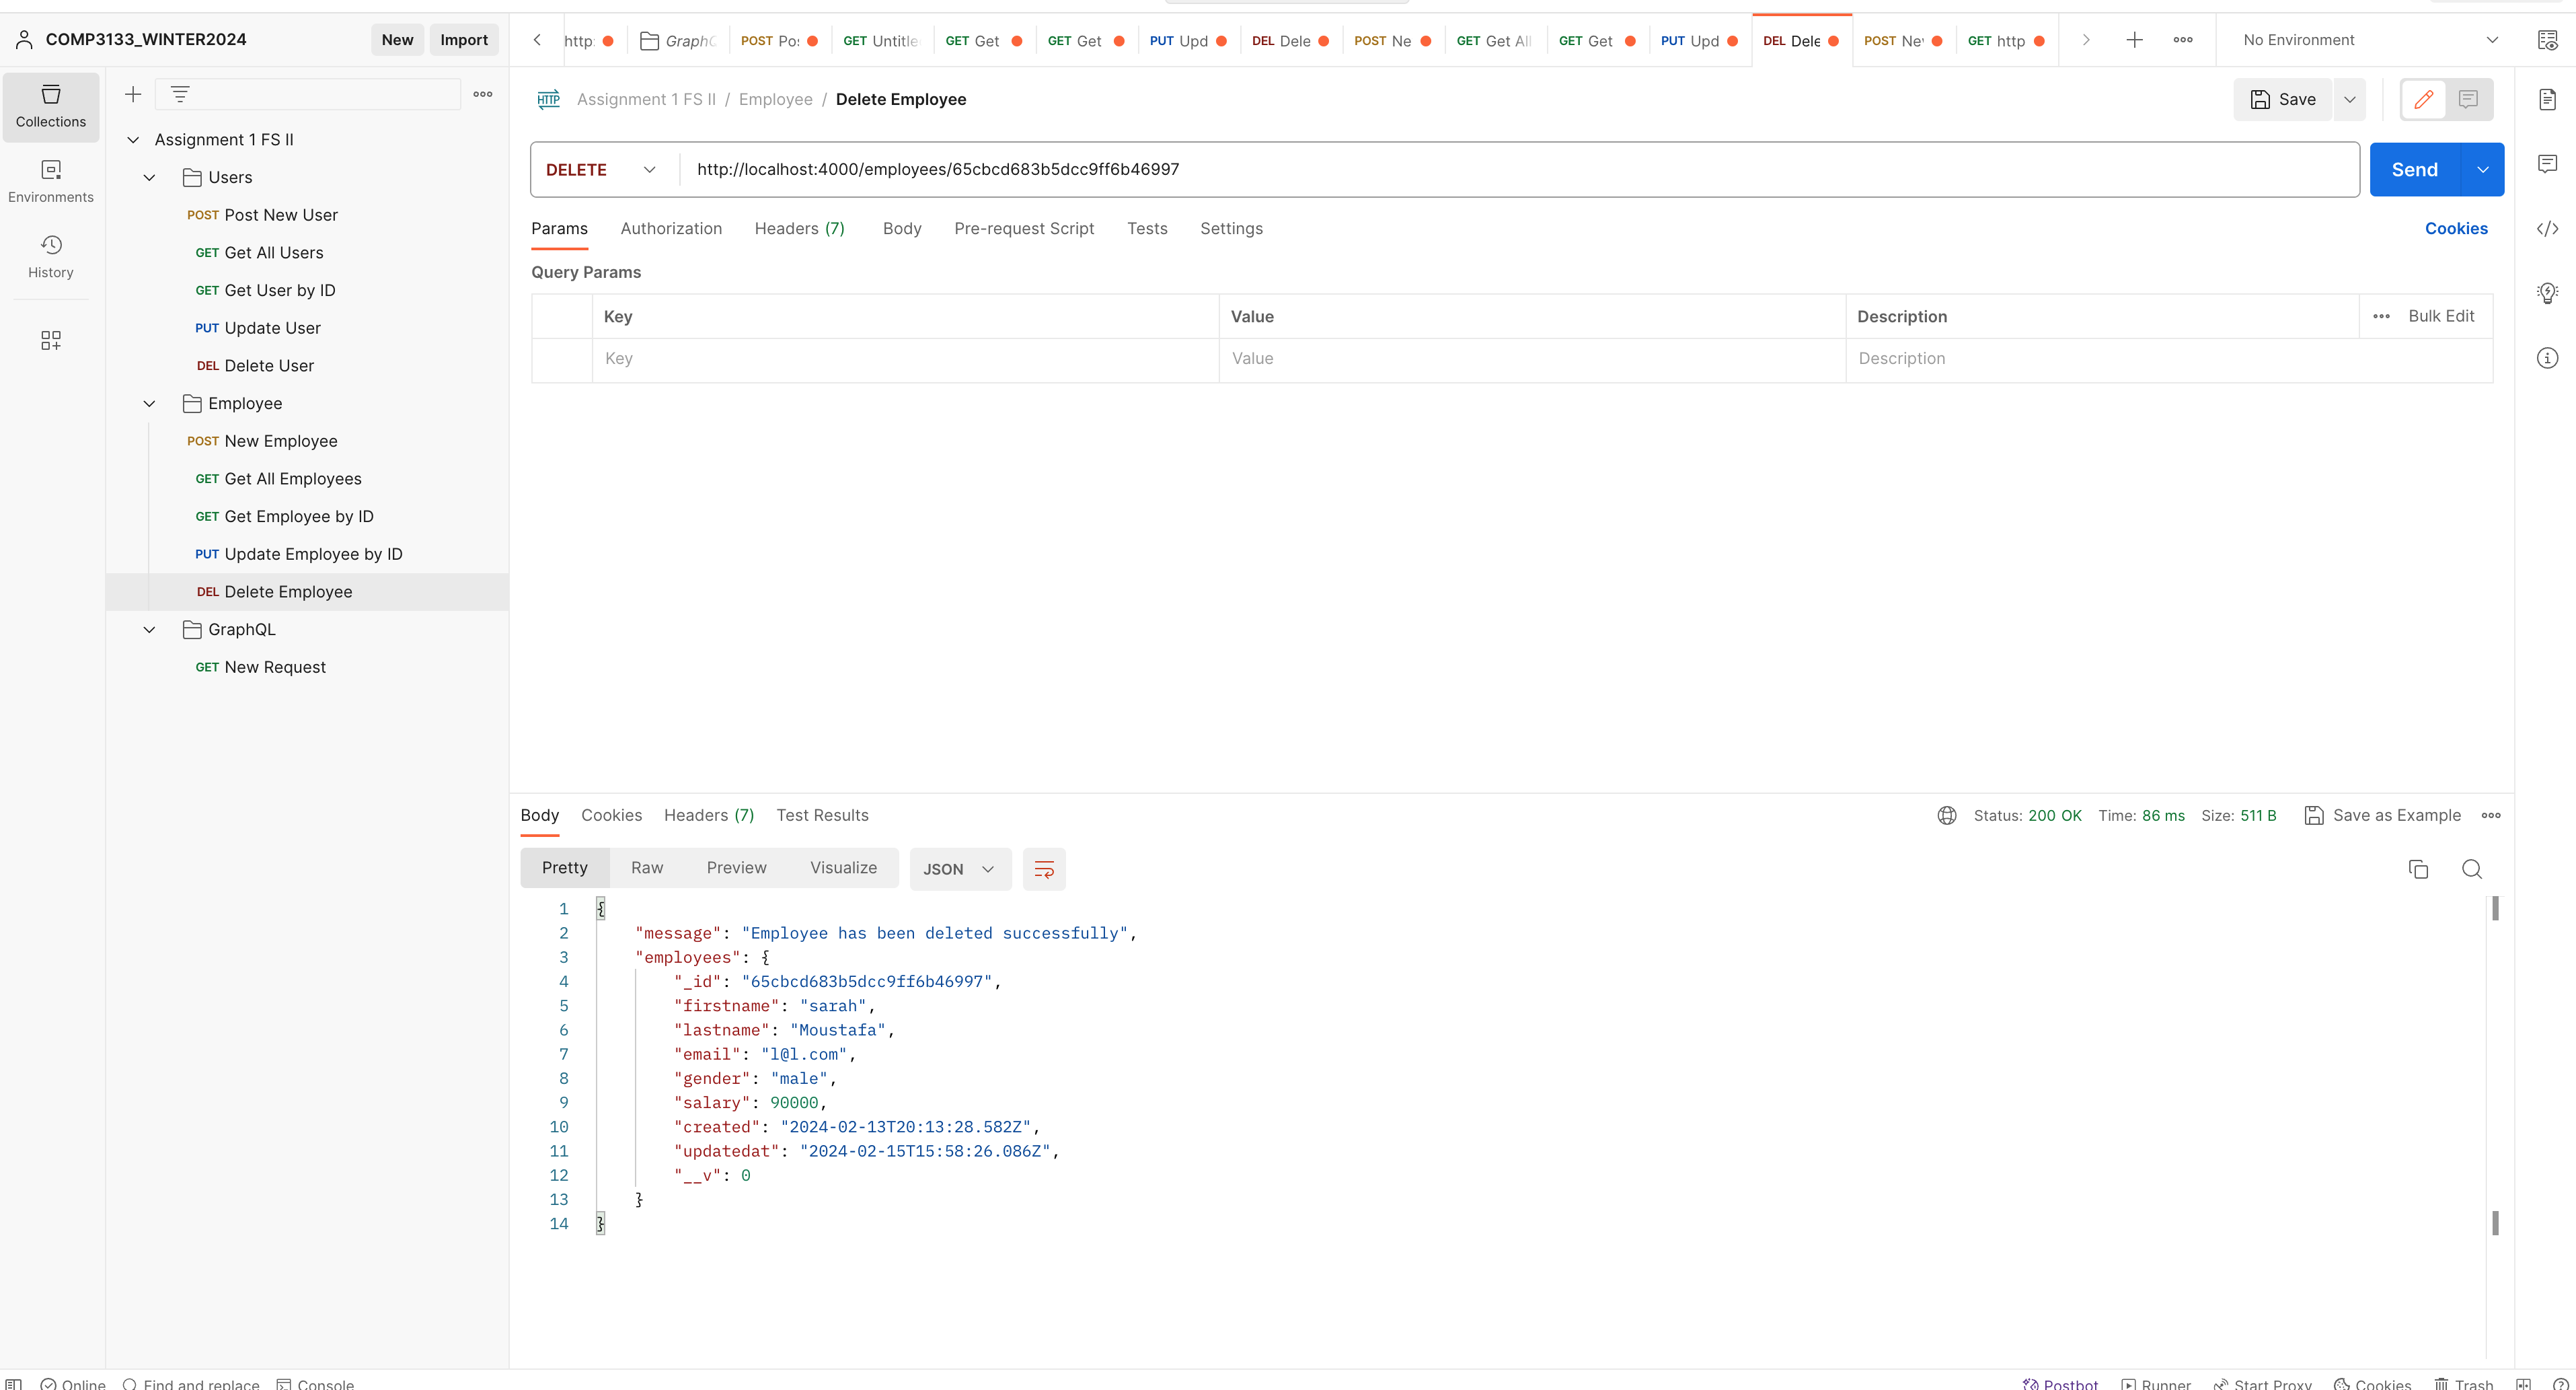 COMP3133_WINTER2024 New Import
http: GraphQ POST Po: GET Untitle GET Get GET Get PUT Upd DEL Dele POST Ne GET Get All GET Get PUT Upd DEL Dele POST Ne GET http No Environment
Collections
Environments
History
Assignment 1 FS II
Users
POST Post New User
GET Get All Users
GET Get User by ID
PUT Update User
DEL Delete User
Employee
POST New Employee
GET Get All Employees
GET Get Employee by ID
PUT Update Employee by ID
DEL Delete Employee
GraphQL
GET New Request
HTTP Assignment 1 FS II / Employee / Delete Employee Save
DELETE http://localhost:4000/employees/65cbcd683b5dcc9ff6b46997 Send
Params Authorization Headers (7) Body Pre-request Script Tests Settings Cookies
Query Params
Key Value Description Bulk Edit
Key Value Description
Body Cookies Headers (7) Test Results Status: 200 OK Time: 86 ms Size: 511 B Save as Example
Pretty Raw Preview Visualize JSON
1 {
2 "message": "Employee has been deleted successfully",
3 "employees": {
4 "_id": "65cbcd683b5dcc9ff6b46997",
5 "firstname": "sarah",
6 "lastname": "Moustafa",
7 "email": "l@l.com",
8 "gender": "male",
9 "salary": 90000,
10 "created": "2024-02-13T20:13:28.582Z",
11 "updatedat": "2024-02-15T15:58:26.086Z",
12 "__v": 0
13 }
14 }
Online Find and replace Console Postbot Runner Start Proxy Cookies Trash